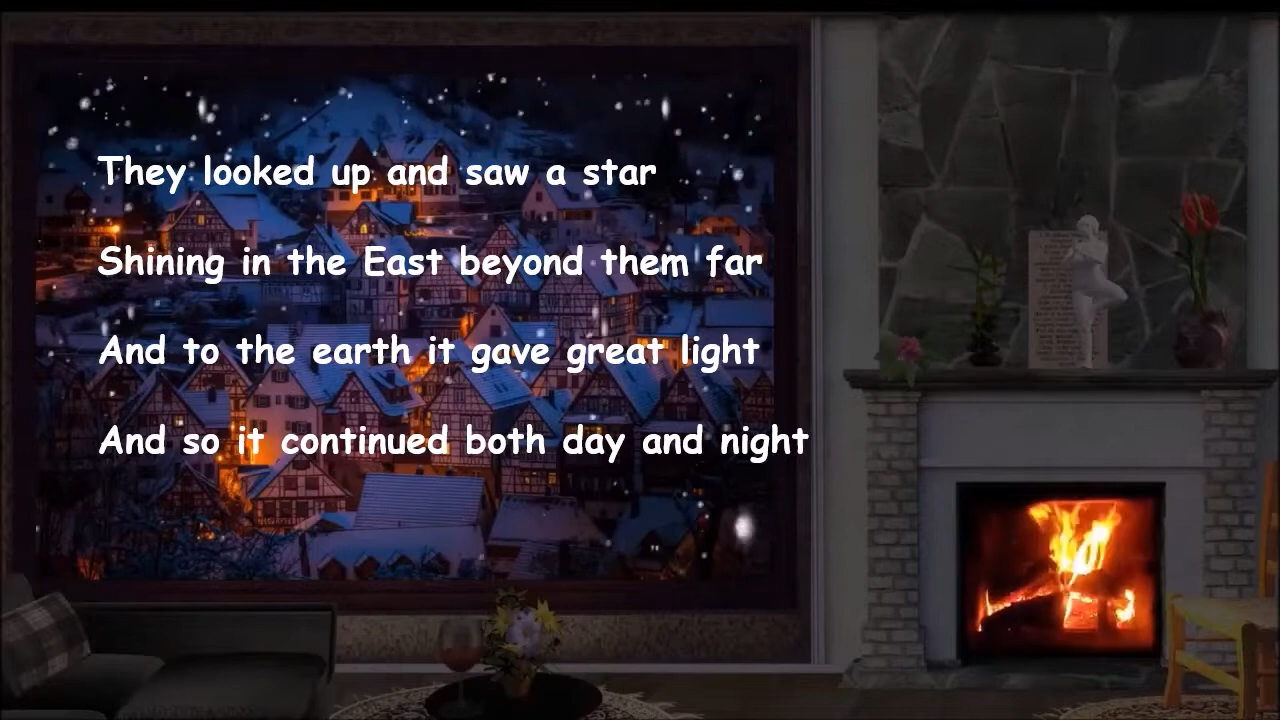 They looked up and saw a star
Shining in the East beyond them far
And to the earth it gave great light
And so it continued both day and night